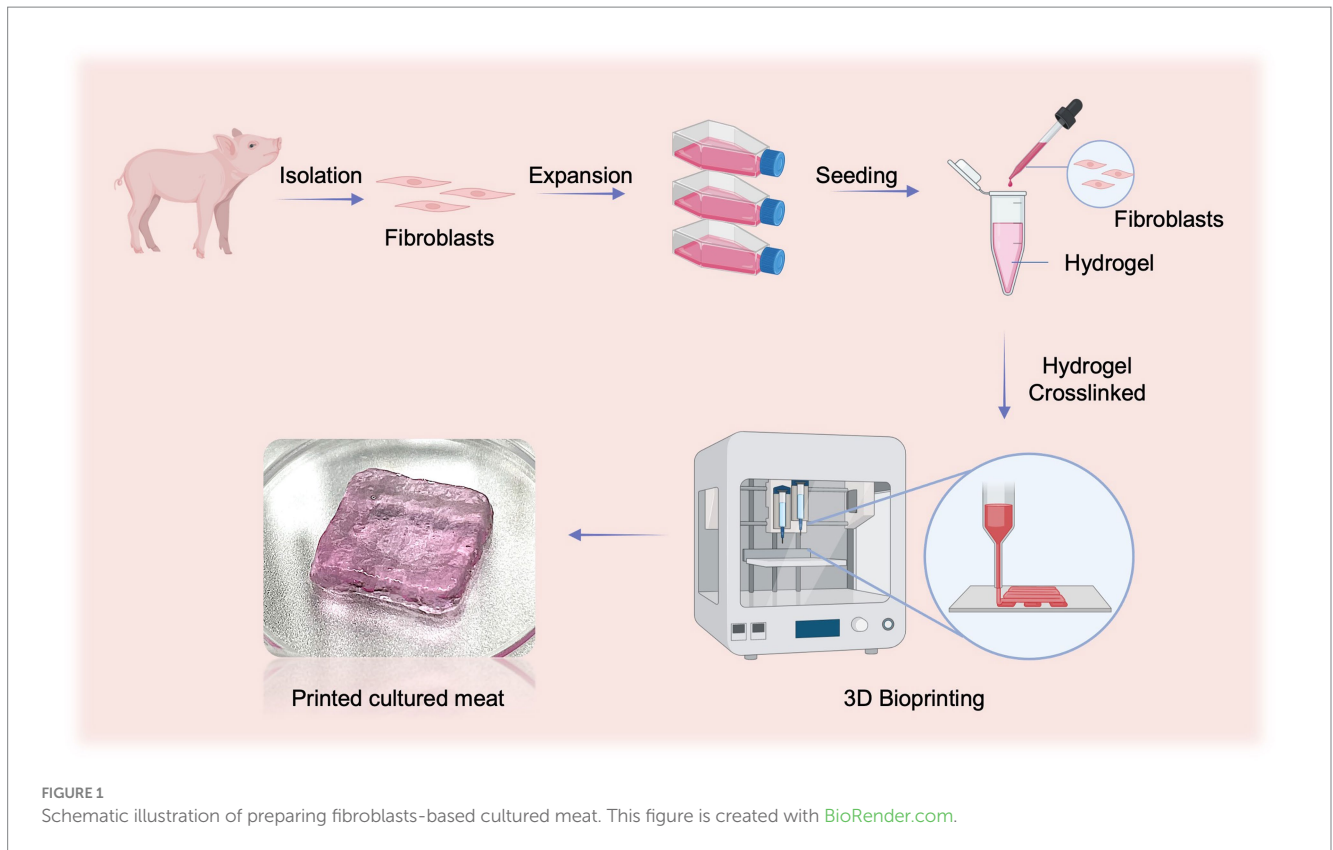 Isolation
Fibroblasts
Expansion
Seeding
Fibroblasts
Hydrogel
Hydrogel
Crosslinked
3D Bioprinting
Printed cultured meat
FIGURE 1
Schematic illustration of preparing fibroblasts-based cultured meat. This figure is created with BioRender.com.